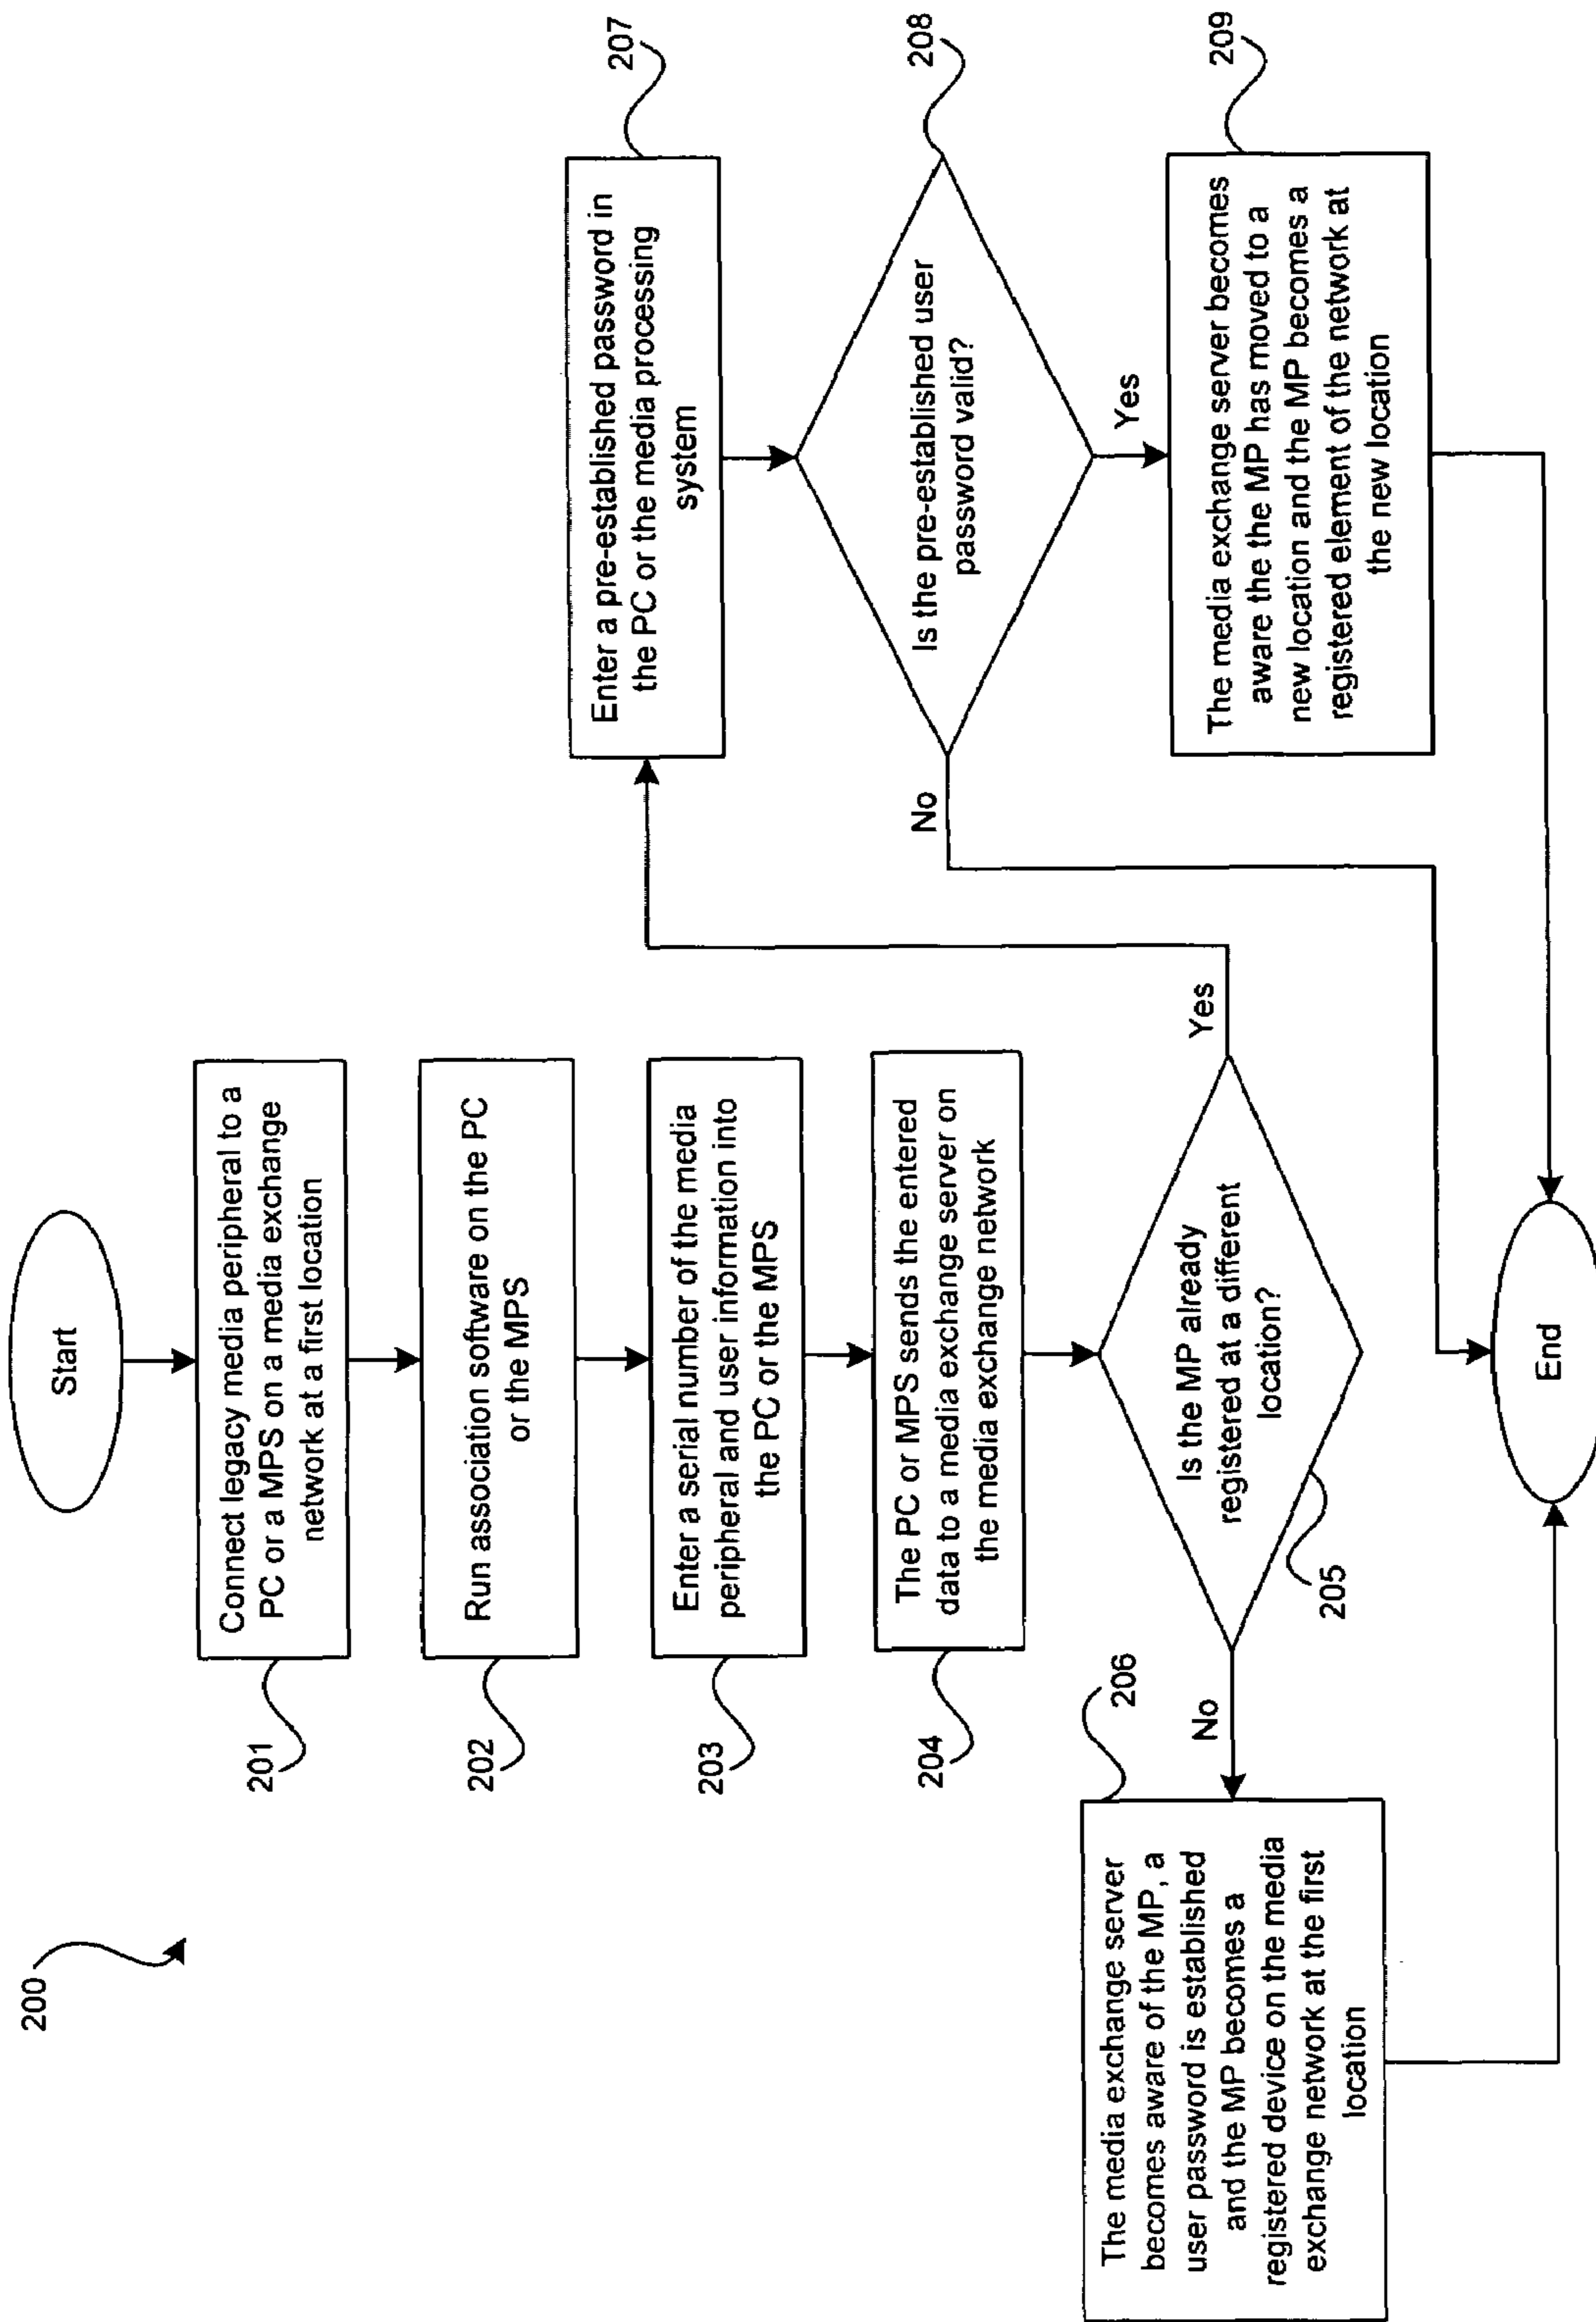 200
Start
201
Connect legacy media peripheral to a
PC or a MPS on a media exchange
network at a first location
202
Run association software on the PC
or the MPS
203
Enter a serial number of the media
peripheral and user information into
the PC or the MPS
204
The PC or MPS sends the entered
data to a media exchange server on
the media exchange network
Is the MP already
registered at a different
location?
205
No
Yes
206
The media exchange server
becomes aware of the MP, a
user password is established
and the MP becomes a
registered device on the media
exchange network at the first
location
207
Enter a pre-established password in
the PC or the media processing
system
208
Is the pre-established user
password valid?
No
Yes
209
The media exchange server becomes
aware the the MP has moved to a
new location and the MP becomes a
registered element of the network at
the new location
End